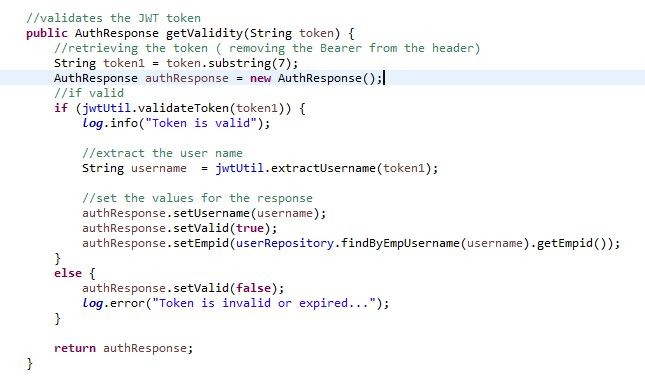 //validates the JWT token
public AuthResponse getValidity(String token) {
//retrieving the token ( removing the Bearer from the header)
String token1 = token.substring(7);
AuthResponse authResponse = new AuthResponse();
//if valid
if (jwtUtil.validateToken(token1)) {
log.info("Token is valid");
//extract the user name
String username  = jwtUtil.extractUsername(token1);
//set the values for the response
authResponse.setUsername(username);
authResponse.setValid(true);
authResponse.setEmpid(userRepository.findByEmpUsername(username).getEmpid());
}
else {
authResponse.setValid(false);
log.error("Token is invalid or expired...");
}
return authResponse;
}